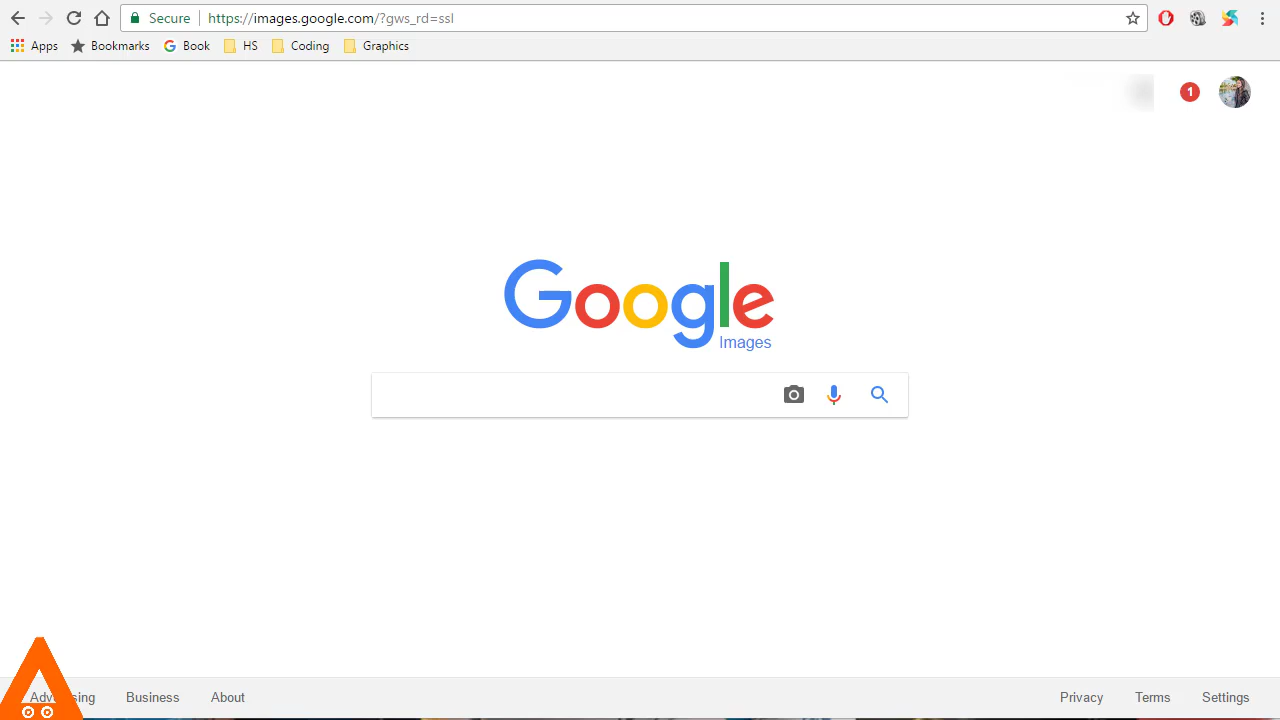 Secure https://images.google.com/?gws_rd=ssl
Apps Bookmarks Book HS Coding Graphics
1
Google
Images
Business About Privacy Terms Settings